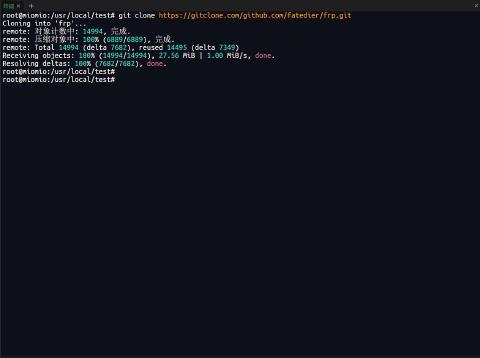 终端 × +
root@miomio:/usr/local/test# git clone https://gitclone.com/github.com/fatedier/frp.git
Cloning into 'frp'...
remote: 对象计数中: 14994, 完成.
remote: 压缩对象中: 100% (6889/6889), 完成.
remote: Total 14994 (delta 7682), reused 14495 (delta 7349)
Receiving objects: 100% (14994/14994), 27.56 MiB | 1.00 MiB/s, done.
Resolving deltas: 100% (7682/7682), done.
root@miomio:/usr/local/test#
root@miomio:/usr/local/test#